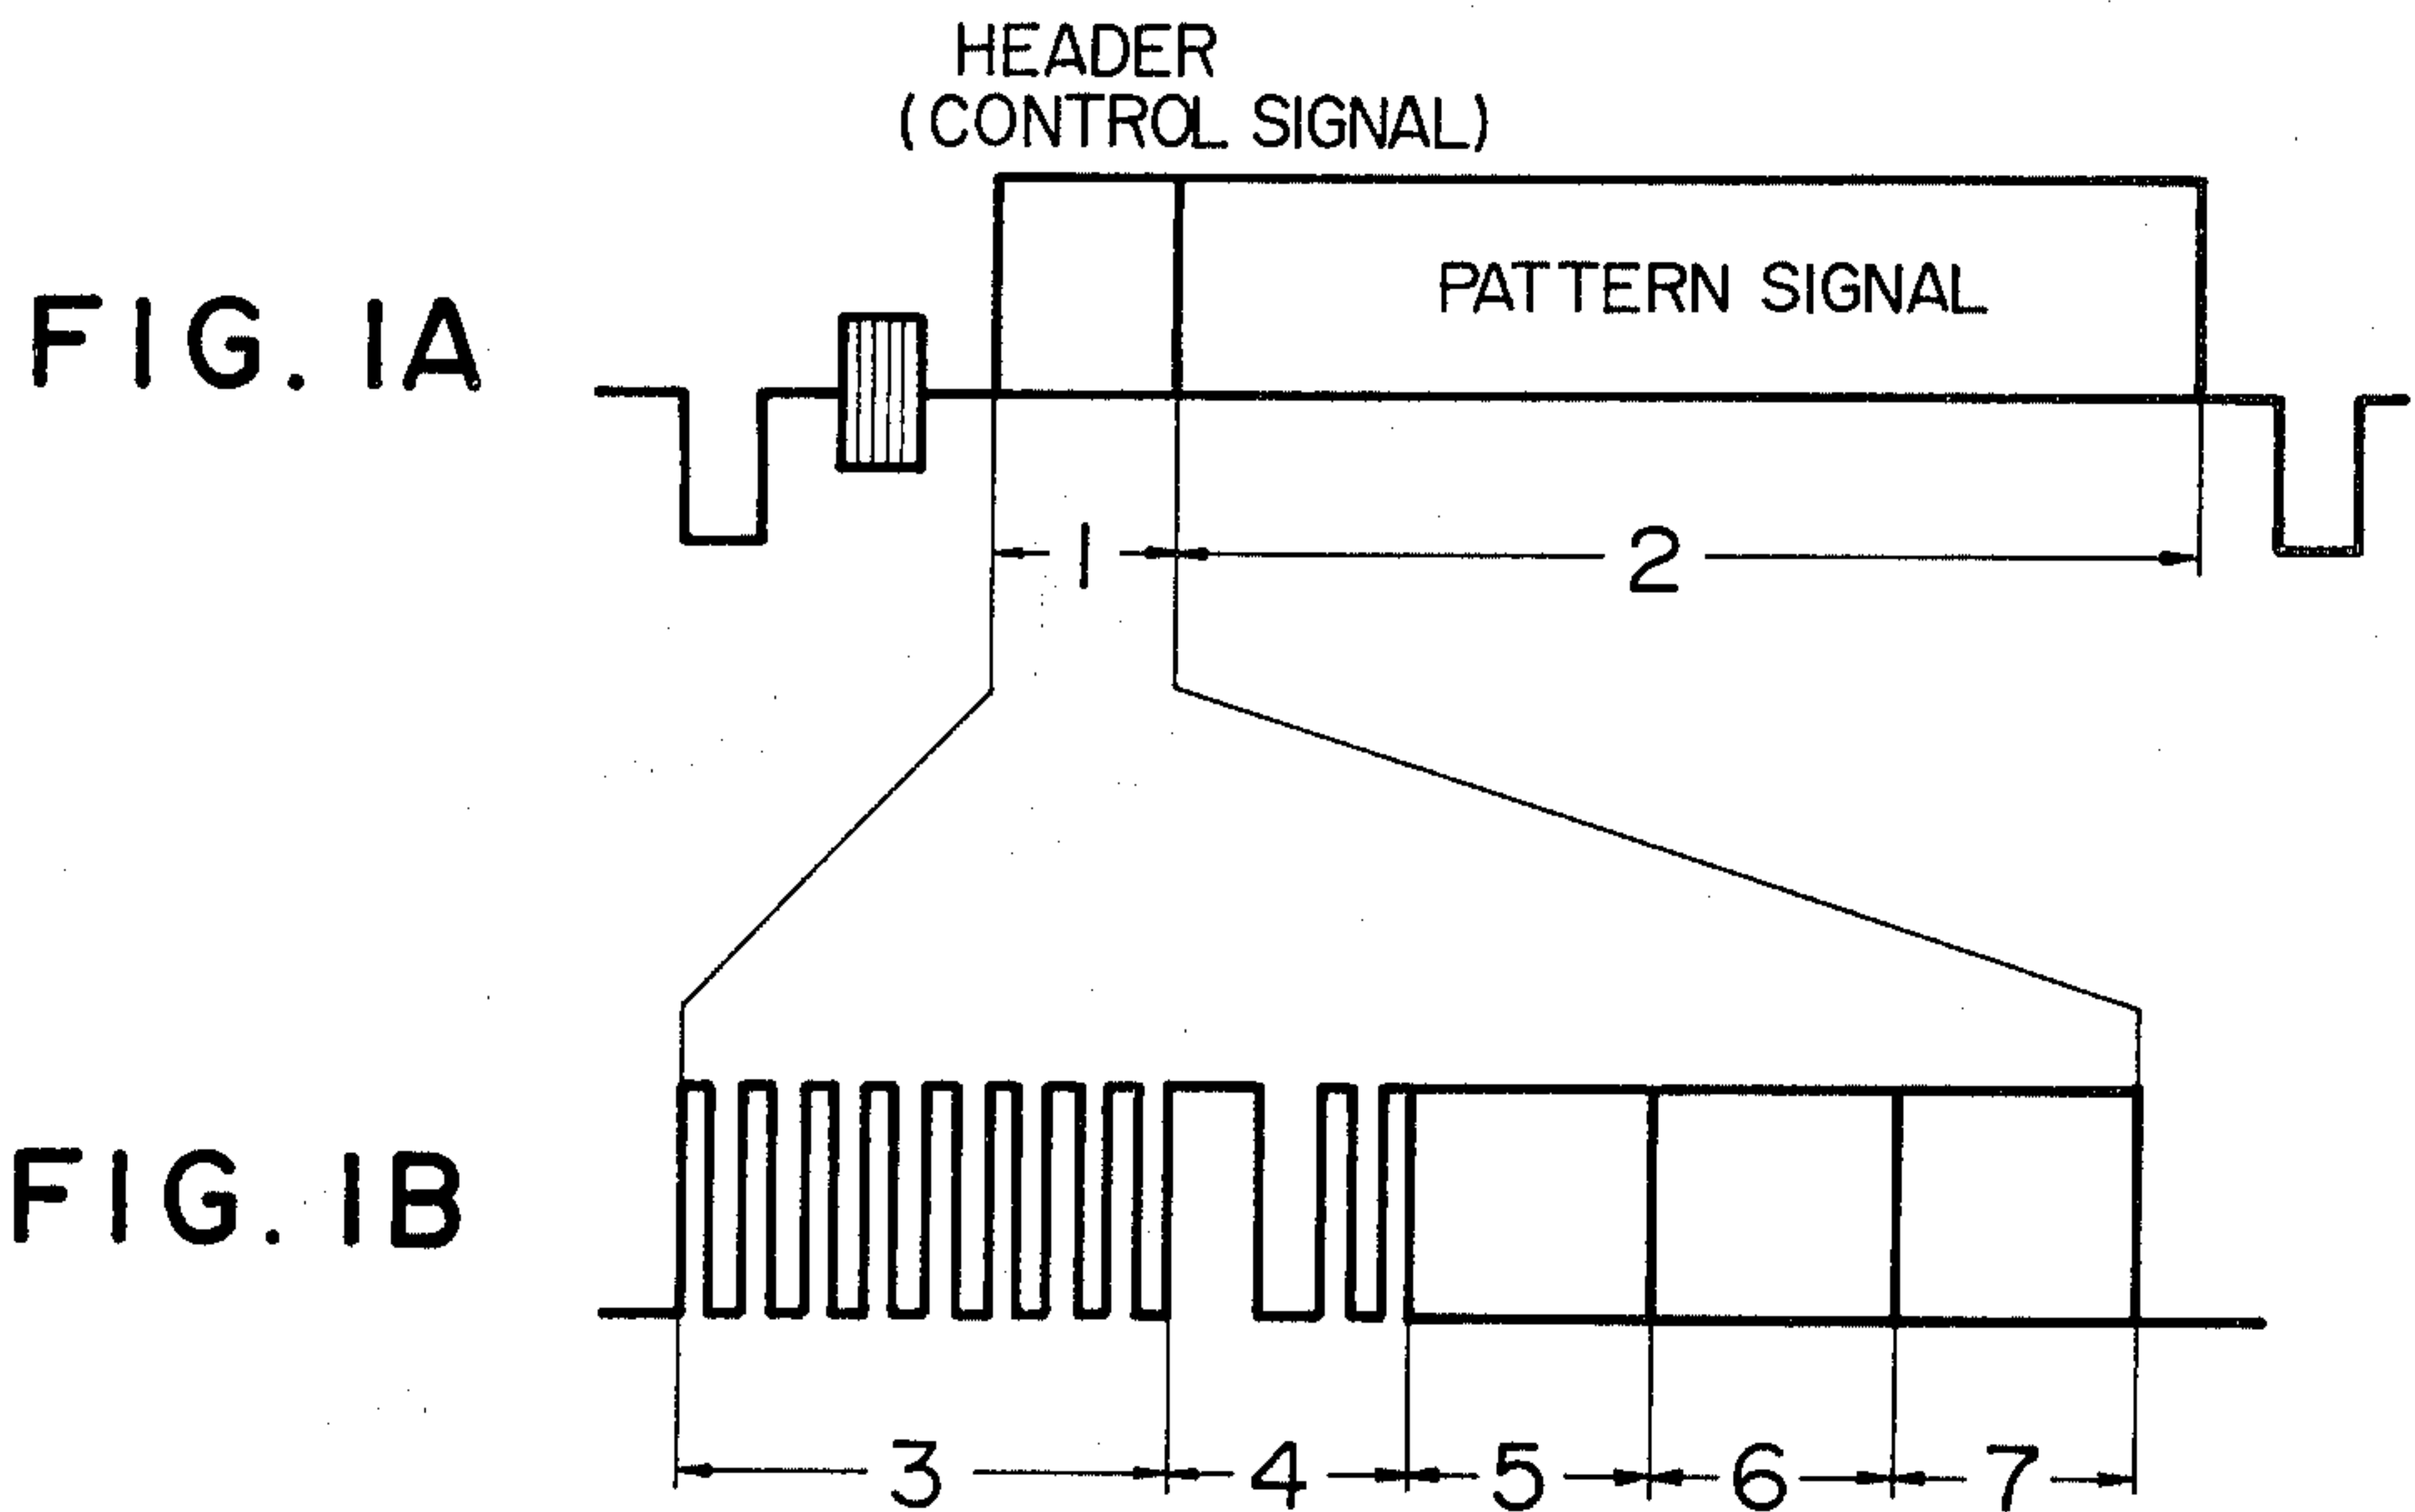 HEADER
(CONTROL SIGNAL)
PATTERN SIGNAL
FIG. 1A
1
2
FIG. 1B
3
4
5
6
7